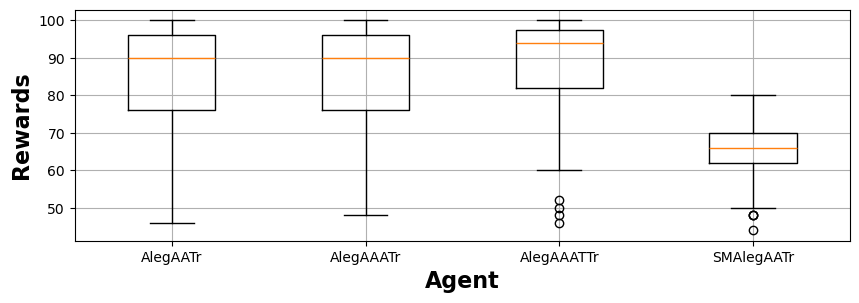 100
90
80
70
60
50
Rewards
AlegAATr
AlegAAATr
AlegAAATTr
SMAlegAATr
Agent